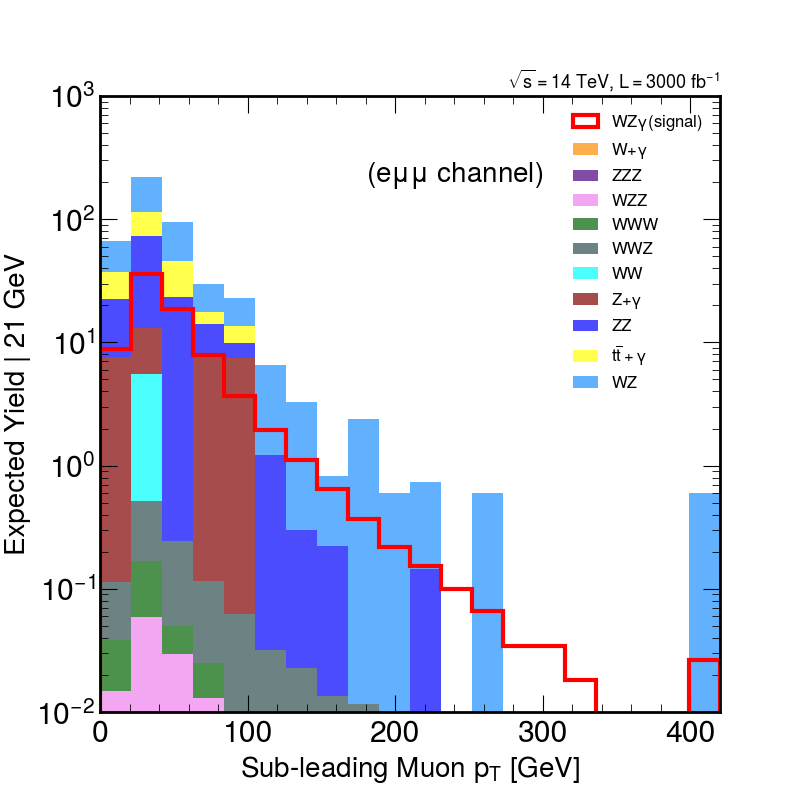 √s = 14 TeV, L = 3000 fb⁻¹
10³
10²
10¹
10⁰
10⁻¹
10⁻²
Expected Yield | 21 GeV
(eμμ channel)
WZγ(signal)
W+γ
ZZZ
WZZ
WWW
WWZ
WW
Z+γ
ZZ
tt̄+γ
WZ
0 100 200 300 400
Sub-leading Muon p_T [GeV]